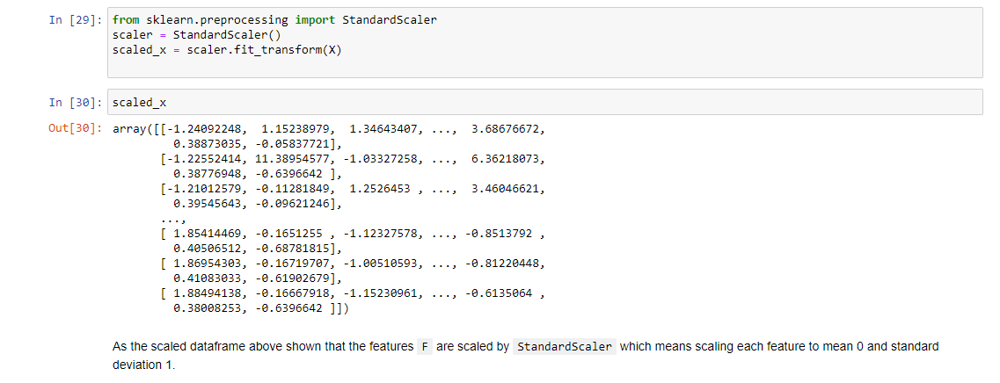 In [29]: from sklearn.preprocessing import StandardScaler
scaler = StandardScaler()
scaled_x = scaler.fit_transform(X)
In [30]: scaled_x
Out[30]: array([[-1.24092248,  1.15238979,  1.34643407, ...,  3.68676672,
0.38873035, -0.05837721],
[-1.22552414, 11.38954577, -1.03327258, ...,  6.36218073,
0.38776948, -0.6396642 ],
[-1.21012579, -0.11281849,  1.2526453 , ...,  3.46046621,
0.39545643, -0.09621246],
...,
[ 1.85414469, -0.1651255 , -1.12327578, ..., -0.8513792 ,
0.40506512, -0.68781815],
[ 1.86954303, -0.16719707, -1.00510593, ..., -0.81220448,
0.41083033, -0.61902679],
[ 1.88494138, -0.16667918, -1.15230961, ..., -0.6135064 ,
0.38008253, -0.6396642 ]])
As the scaled dataframe above shown that the features F are scaled by StandardScaler which means scaling each feature to mean 0 and standard
deviation 1.